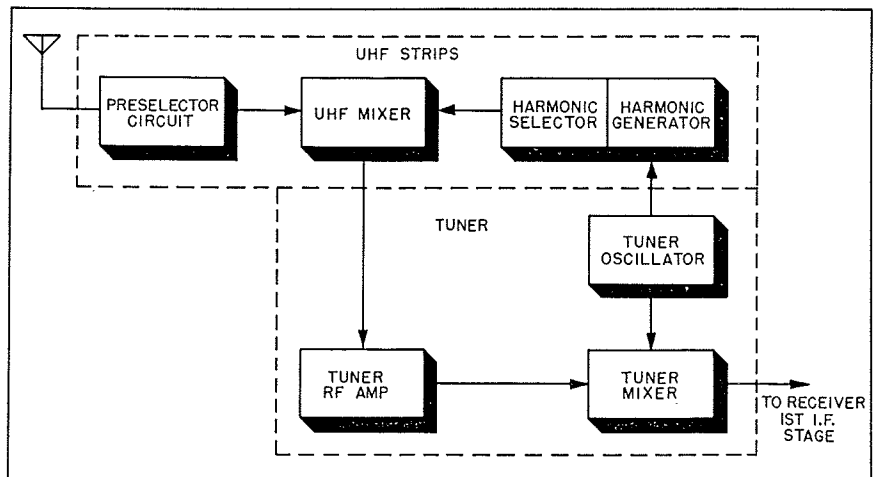 UHF STRIPS
PRESELECTOR
CIRCUIT
UHF MIXER
HARMONIC
SELECTOR
HARMONIC
GENERATOR
TUNER
TUNER
OSCILLATOR
TUNER
RF AMP
TUNER
MIXER
TO RECEIVER
IST I.F.
STAGE